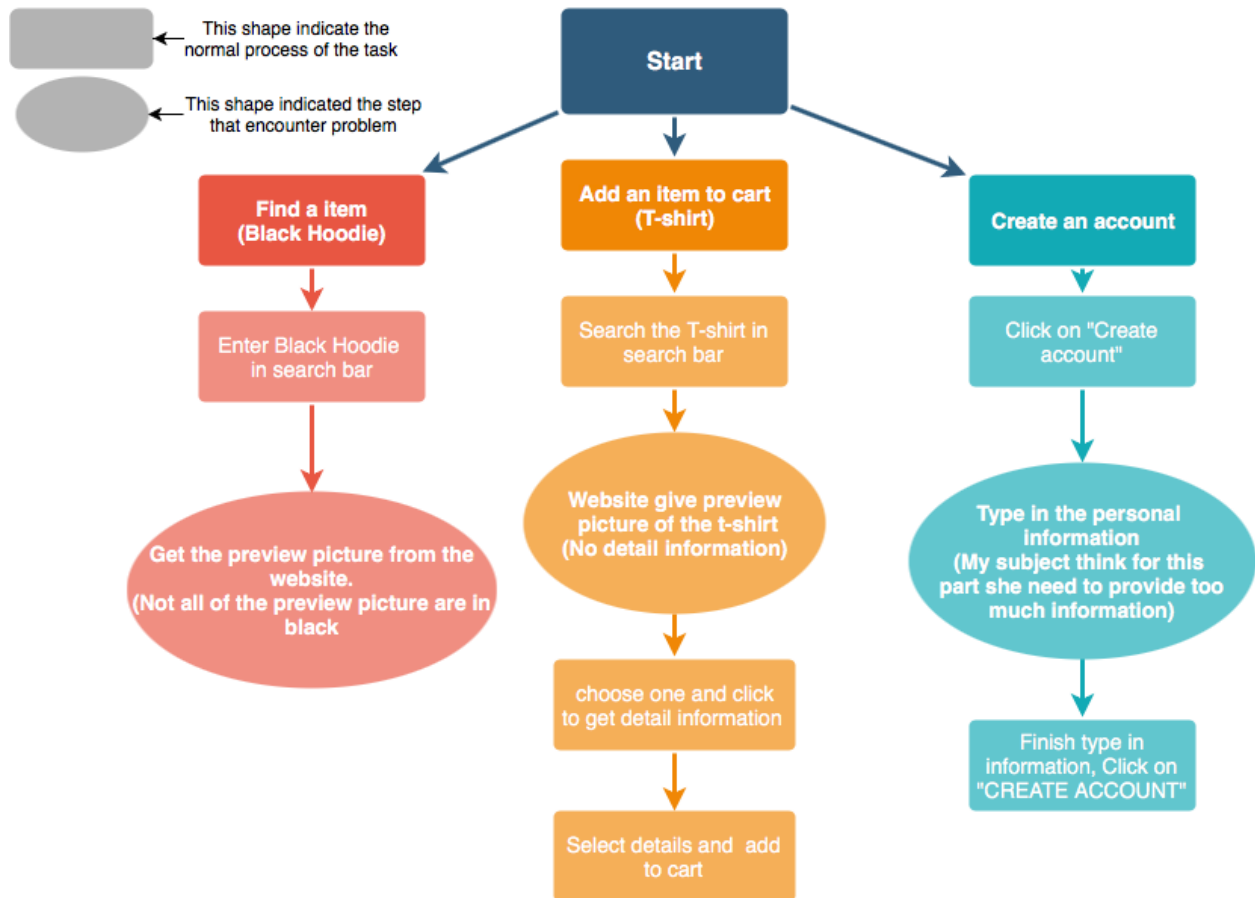 This shape indicate the
normal process of the task
This shape indicated the step
that encounter problem
Start
Find a item
(Black Hoodie)
Enter Black Hoodie
in search bar
Get the preview picture from the
website.
(Not all of the preview picture are in
black
Add an item to cart
(T-shirt)
Search the T-shirt in
search bar
Website give preview
picture of the t-shirt
(No detail information)
choose one and click
to get detail information
Select details and add
to cart
Create an account
Click on "Create
account"
Type in the personal
information
(My subject think for this
part she need to provide too
much information)
Finish type in
information, Click on
"CREATE ACCOUNT"